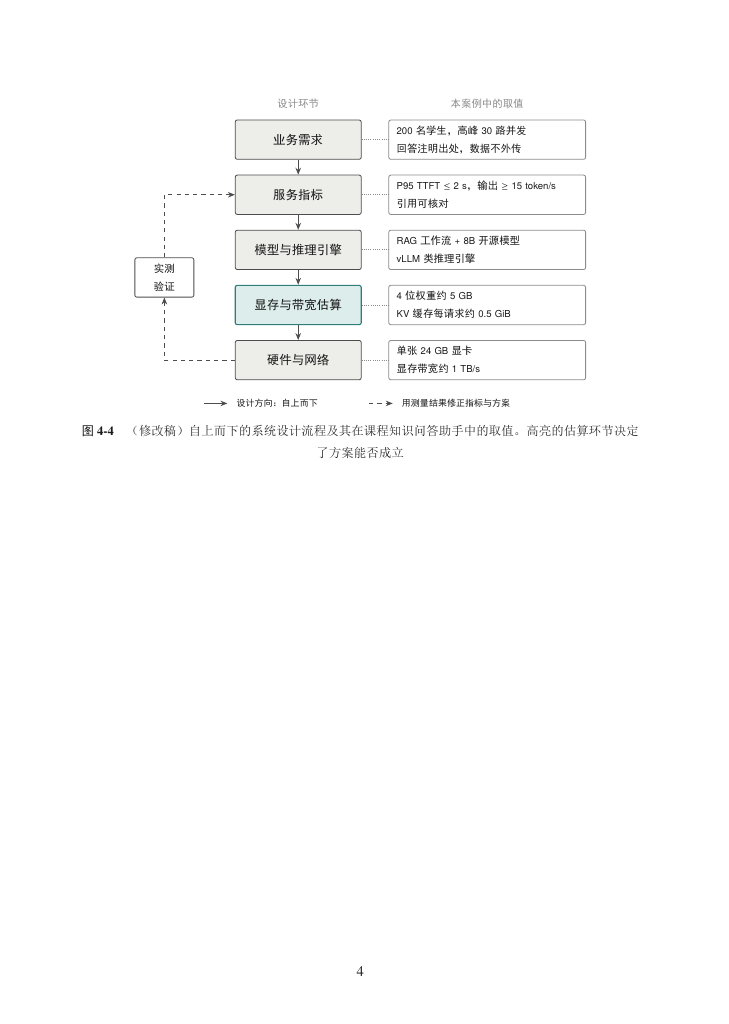 设计环节
本案例中的取值
业务需求
200 名学生，高峰 30 路并发
回答注明出处，数据不外传
服务指标
P95 TTFT ≤ 2 s，输出 ≥ 15 token/s
引用可核对
模型与推理引擎
RAG 工作流 + 8B 开源模型
vLLM 类推理引擎
实测
验证
显存与带宽估算
4 位权重约 5 GB
KV 缓存每请求约 0.5 GiB
硬件与网络
单张 24 GB 显卡
显存带宽约 1 TB/s
设计方向：自上而下
用测量结果修正指标与方案
图 4-4 （修改稿）自上而下的系统设计流程及其在课程知识问答助手中的取值。高亮的估算环节决定
了方案能否成立
4